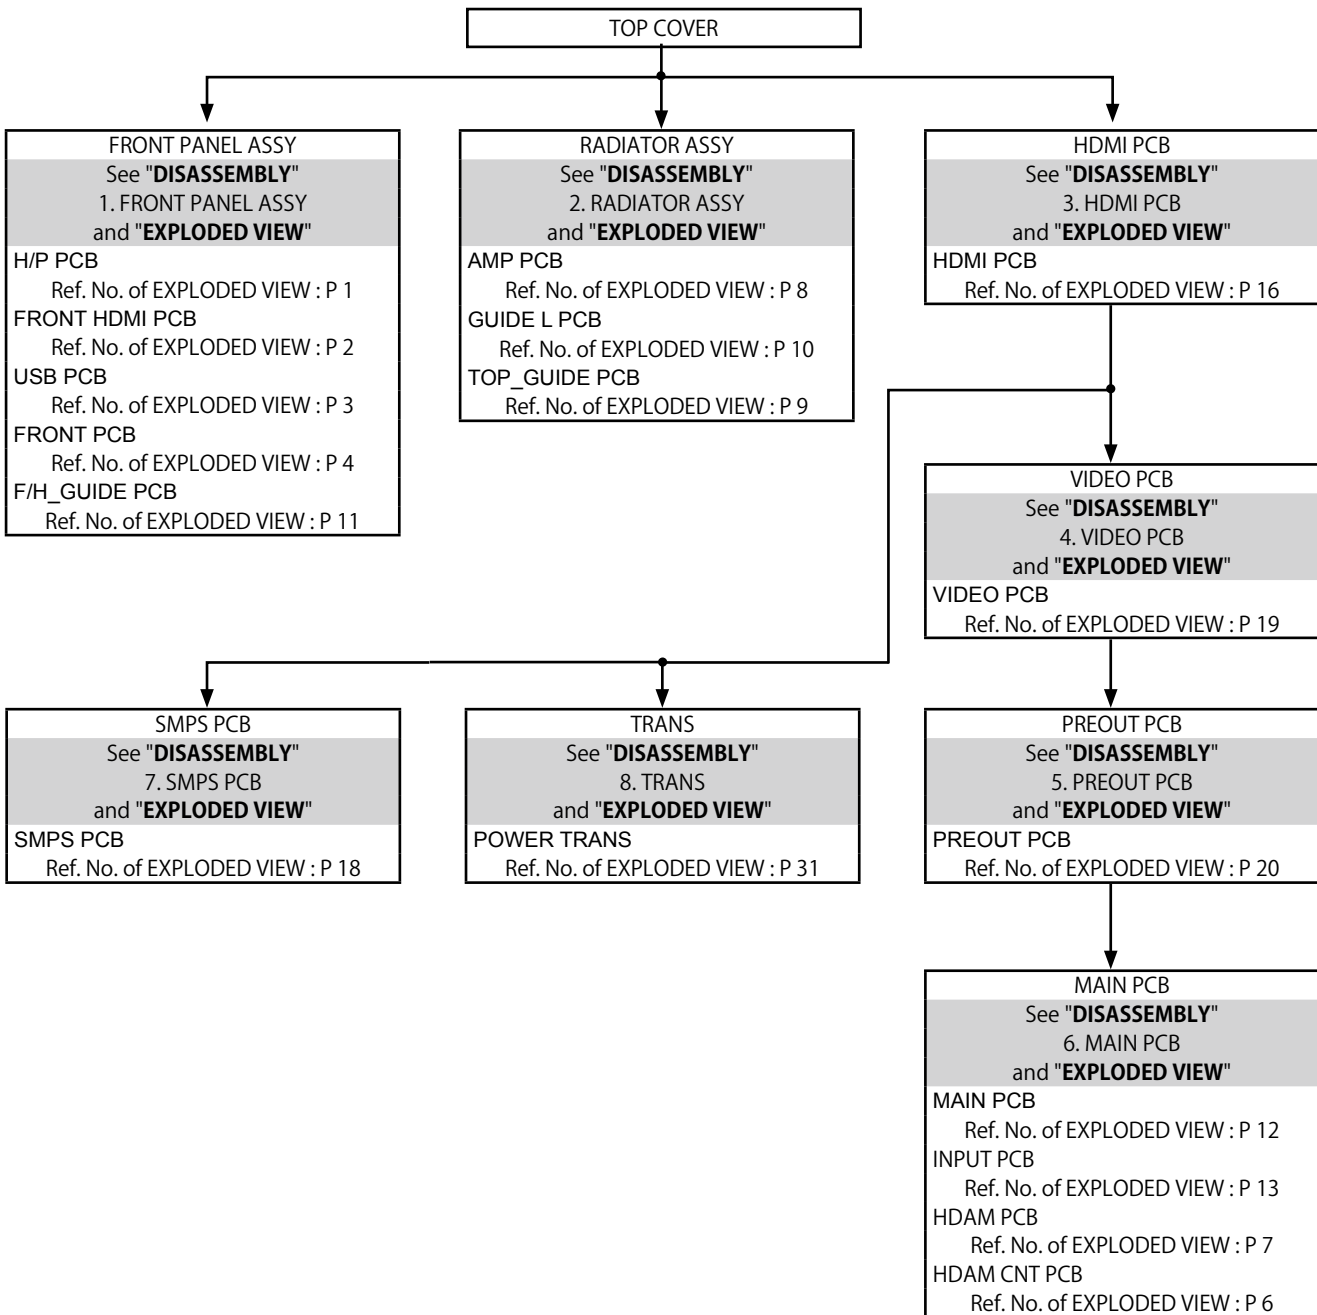 TOP COVER
FRONT PANEL ASSY
See "DISASSEMBLY"
1. FRONT PANEL ASSY
and "EXPLODED VIEW"
H/P PCB
Ref. No. of EXPLODED VIEW : P 1
FRONT HDMI PCB
Ref. No. of EXPLODED VIEW : P 2
USB PCB
Ref. No. of EXPLODED VIEW : P 3
FRONT PCB
Ref. No. of EXPLODED VIEW : P 4
F/H_GUIDE PCB
Ref. No. of EXPLODED VIEW : P 11
RADIATOR ASSY
See "DISASSEMBLY"
2. RADIATOR ASSY
and "EXPLODED VIEW"
AMP PCB
Ref. No. of EXPLODED VIEW : P 8
GUIDE L PCB
Ref. No. of EXPLODED VIEW : P 10
TOP_GUIDE PCB
Ref. No. of EXPLODED VIEW : P 9
HDMI PCB
See "DISASSEMBLY"
3. HDMI PCB
and "EXPLODED VIEW"
HDMI PCB
Ref. No. of EXPLODED VIEW : P 16
VIDEO PCB
See "DISASSEMBLY"
4. VIDEO PCB
and "EXPLODED VIEW"
VIDEO PCB
Ref. No. of EXPLODED VIEW : P 19
SMPS PCB
See "DISASSEMBLY"
7. SMPS PCB
and "EXPLODED VIEW"
SMPS PCB
Ref. No. of EXPLODED VIEW : P 18
TRANS
See "DISASSEMBLY"
8. TRANS
and "EXPLODED VIEW"
POWER TRANS
Ref. No. of EXPLODED VIEW : P 31
PREOUT PCB
See "DISASSEMBLY"
5. PREOUT PCB
and "EXPLODED VIEW"
PREOUT PCB
Ref. No. of EXPLODED VIEW : P 20
MAIN PCB
See "DISASSEMBLY"
6. MAIN PCB
and "EXPLODED VIEW"
MAIN PCB
Ref. No. of EXPLODED VIEW : P 12
INPUT PCB
Ref. No. of EXPLODED VIEW : P 13
HDAM PCB
Ref. No. of EXPLODED VIEW : P 7
HDAM CNT PCB
Ref. No. of EXPLODED VIEW : P 6